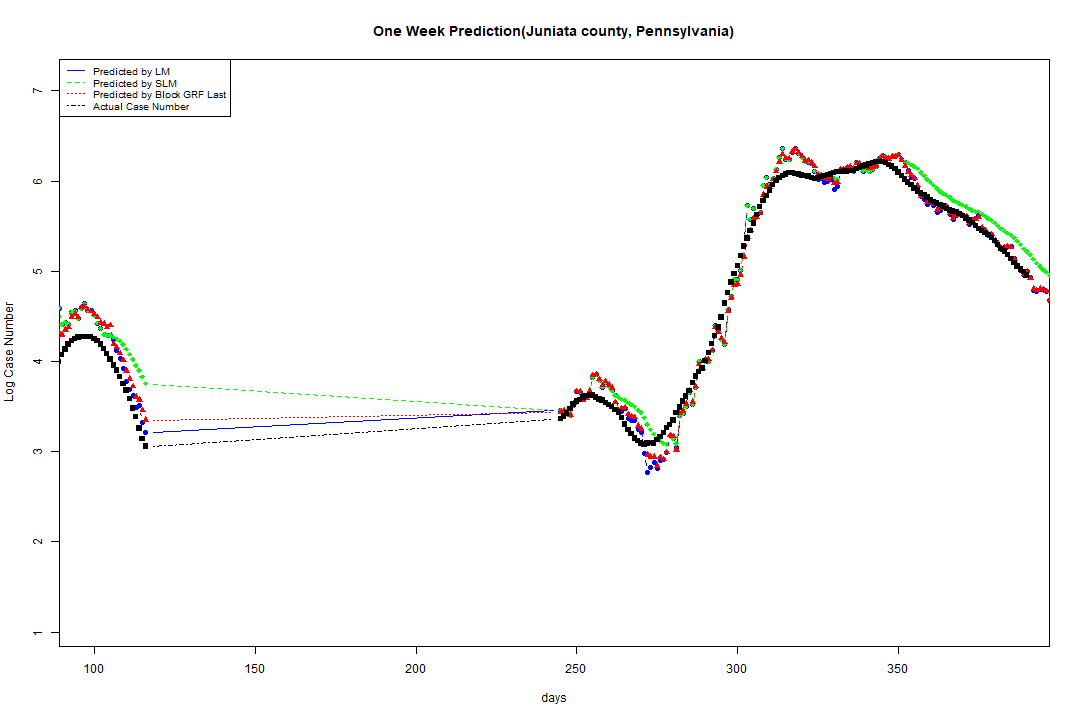 One Week Prediction(Juniata county, Pennsylvania)
Predicted by LM
Predicted by SLM
Predicted by Block GRF Last
Actual Case Number
Log Case Number
7
6
5
4
3
2
1
100 150 200 250 300 350
days